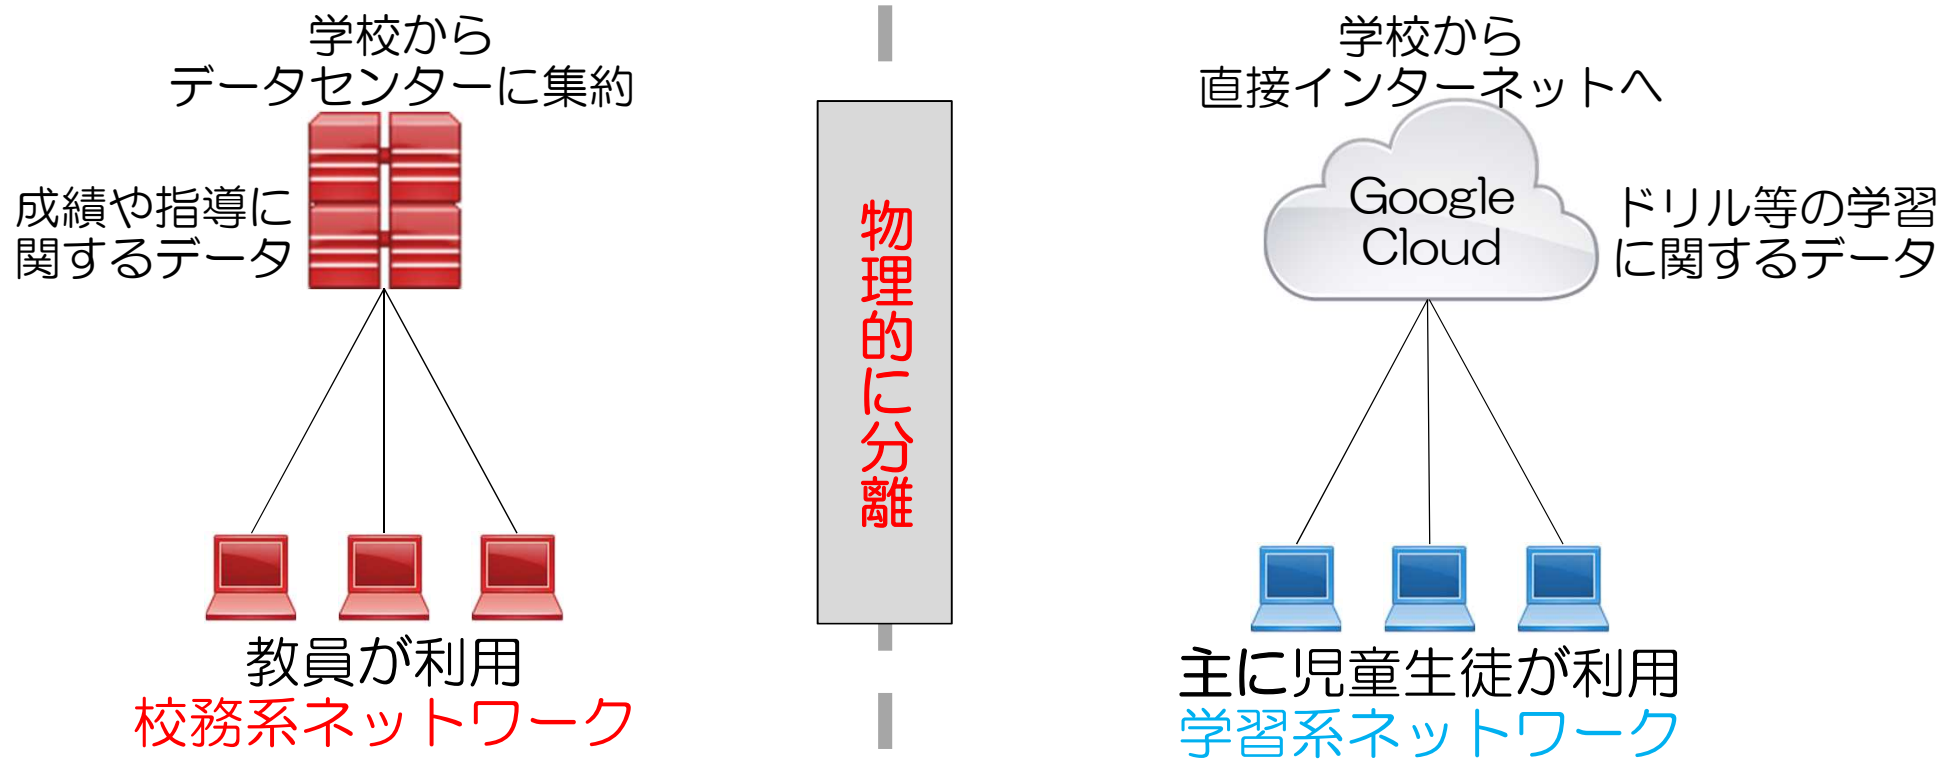 学校から
データセンターに集約
成績や指導に
関するデータ
教員が利用
校務系ネットワーク
物理的に分離
学校から
直接インターネットへ
Google
Cloud
ドリル等の学習
に関するデータ
主に児童生徒が利用
学習系ネットワーク